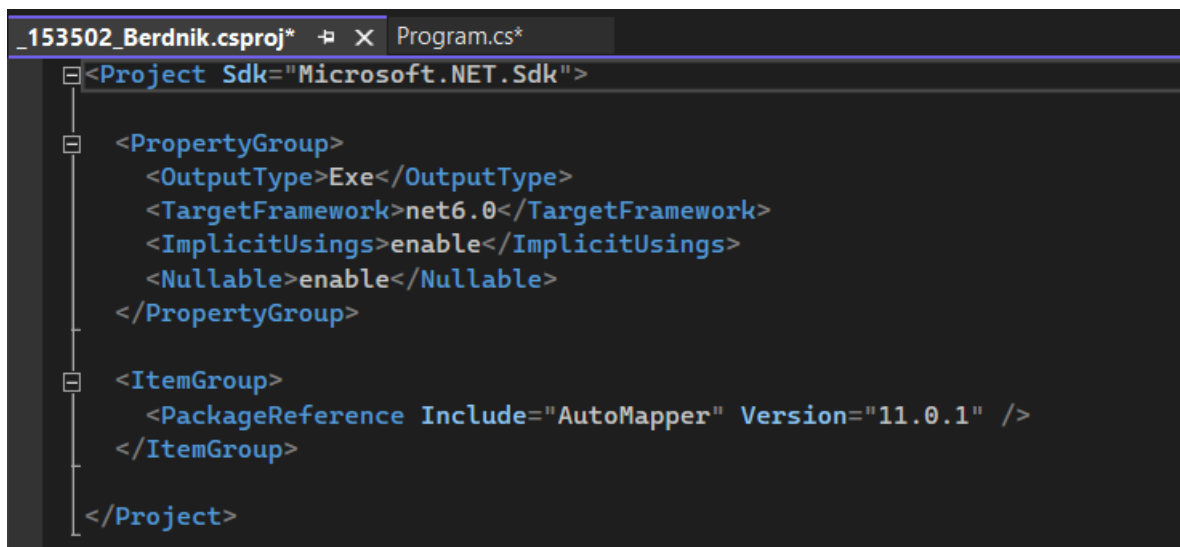 _153502_Berdnik.csproj* Program.cs*
<Project Sdk="Microsoft.NET.Sdk">
<PropertyGroup>
<OutputType>Exe</OutputType>
<TargetFramework>net6.0</TargetFramework>
<ImplicitUsings>enable</ImplicitUsings>
<Nullable>enable</Nullable>
</PropertyGroup>
<ItemGroup>
<PackageReference Include="AutoMapper" Version="11.0.1" />
</ItemGroup>
</Project>